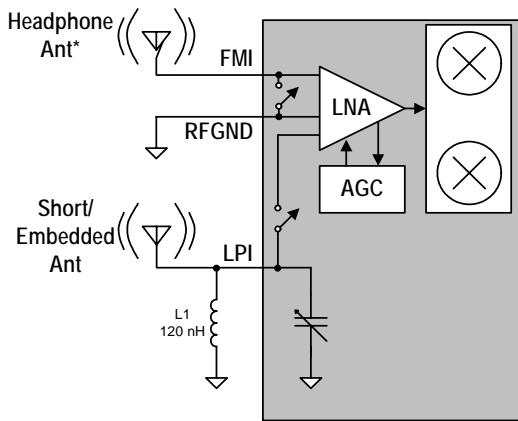 Headphone
Ant*
FMI
LNA
RFGND
AGC
Short/
Embedded
Ant
LPI
L1
120 nH